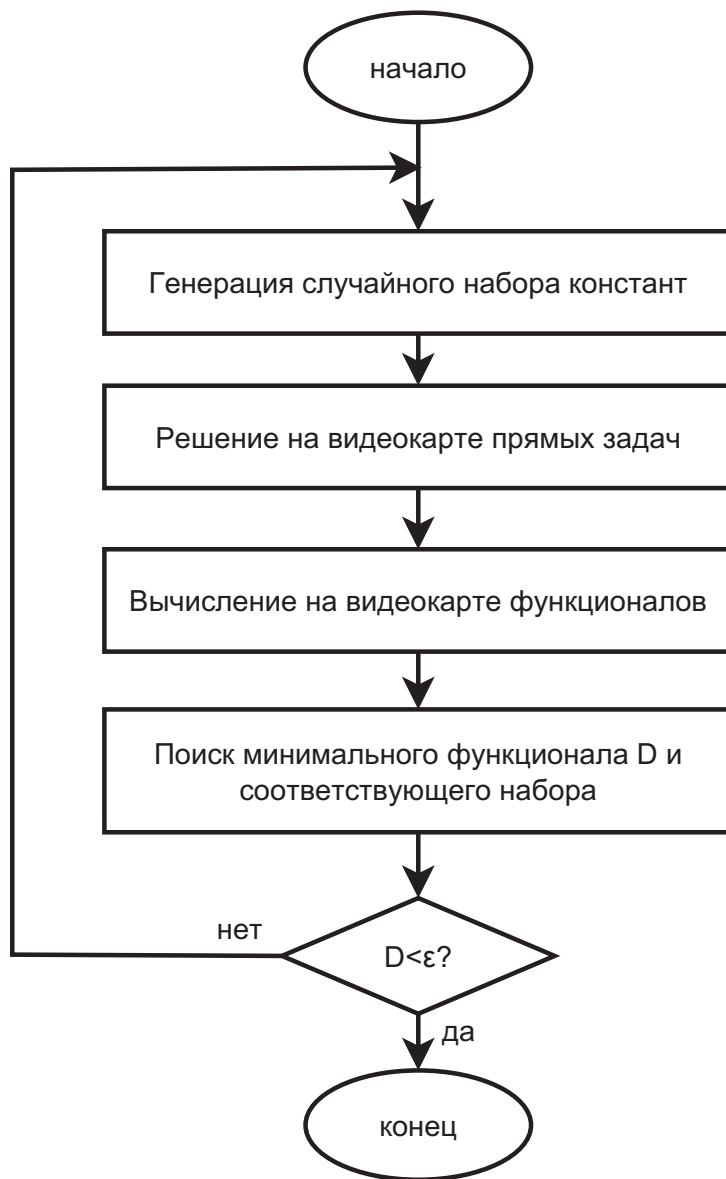 начало
Генерация случайного набора констант
Решение на видеокарте прямых задач
Вычисление на видеокарте функционалов
Поиск минимального функционала D и
соответствующего набора
нет
D<ε?
да
конец